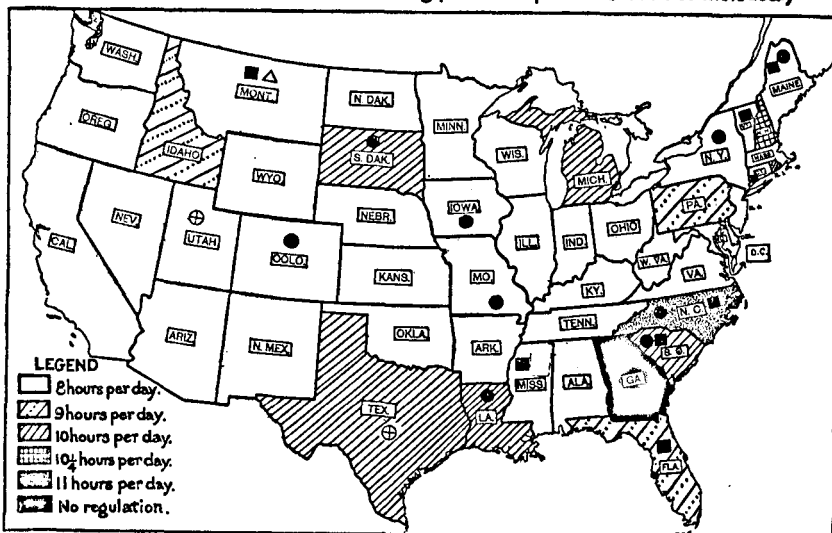 WASH.
OREG.
CAL.
NEV.
IDAHO
MONT.
WYO.
UTAH
ARIZ.
COLO.
N. MEX.
N. DAK.
S. DAK.
NEBR.
KANS.
OKLA.
TEX.
MINN.
IOWA
MO.
ARK.
LA.
WIS.
ILL.
MICH.
IND.
OHIO
KY.
TENN.
MISS.
ALA.
GA.
FLA.
S. C.
N. C.
VA.
W. VA.
D.C.
PA.
N.Y.
MAINE
LEGEND
8 hours per day.
9 hours per day.
10 hours per day.
10¼ hours per day.
11 hours per day.
No regulation.